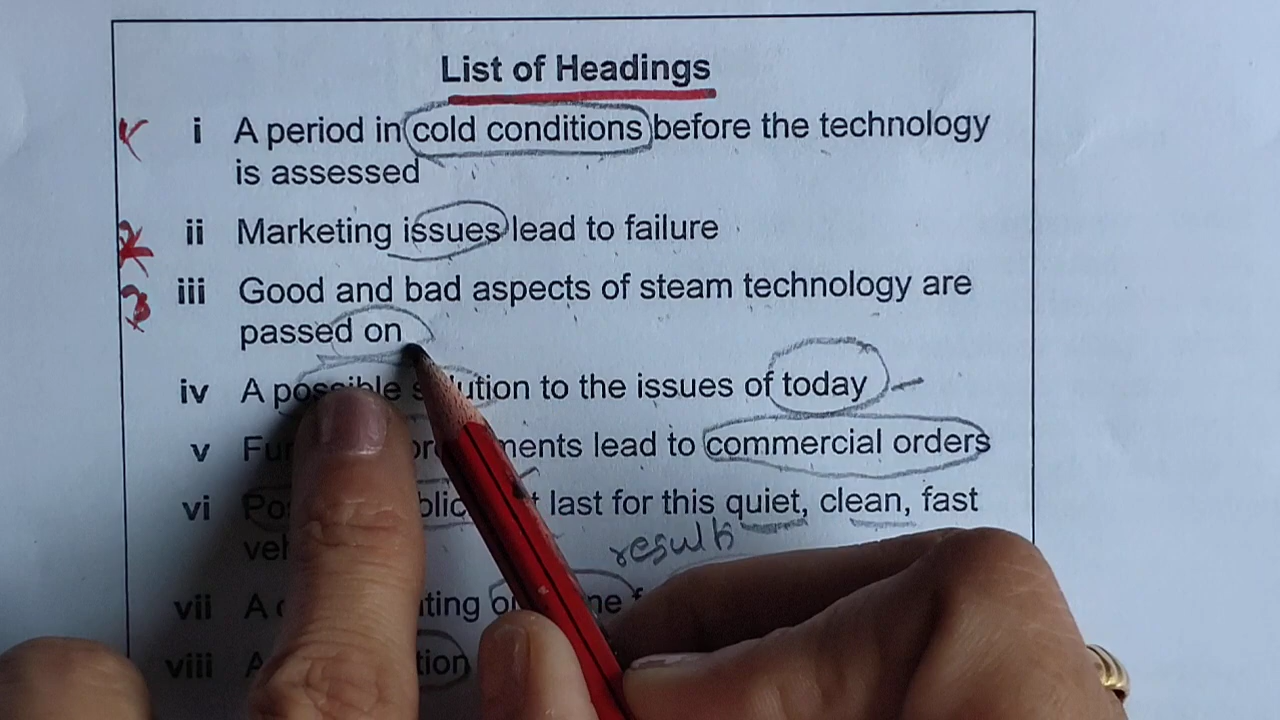 List of Headings
i A period in cold conditions before the technology
is assessed
ii Marketing issues lead to failure
iii Good and bad aspects of steam technology are
passed on
iv A possible solution to the issues of today
v lead to commercial orders
vi last for this quiet, clean, fast
result
vii A
viii